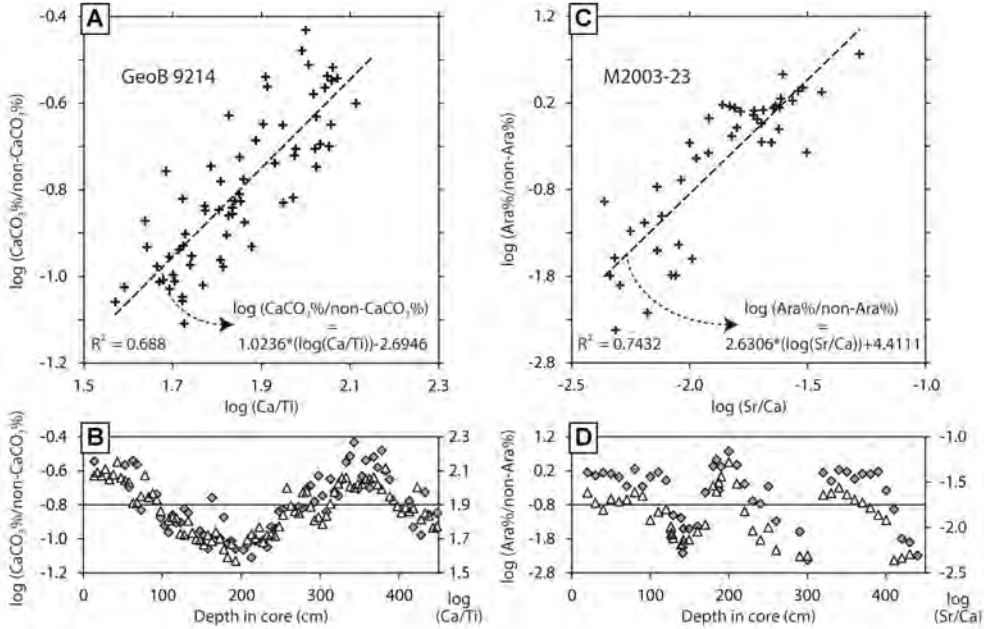 A
GeoB 9214
log (CaCO₃%/non-CaCO₃%)
-0.4
-0.6
-0.8
-1.0
-1.2
log (CaCO₃%/non-CaCO₃%)
=
1.0236*(log(Ca/Ti))-2.6946
R² = 0.688
1.5 1.7 1.9 2.1 2.3
log (Ca/Ti)
C
M2003-23
log (Ara%/non-Ara%)
1.2
0.2
-0.8
-1.8
-2.8
log (Ara%/non-Ara%)
=
2.6306*(log(Sr/Ca))+4.4111
R² = 0.7432
-2.5 -2.0 -1.5 -1.0
log (Sr/Ca)
B
log (CaCO₃%/non-CaCO₃%)
-0.4
-0.6
-0.8
-1.0
-1.2
2.3
2.1
1.9
1.7
1.5
0 100 200 300 400
Depth in core (cm)
log
(Ca/Ti)
D
log (Ara%/non-Ara%)
1.2
0.2
-0.8
-1.8
-2.8
-1.0
-1.5
-2.0
-2.5
0 100 200 300 400
Depth in core (cm)
log
(Sr/Ca)